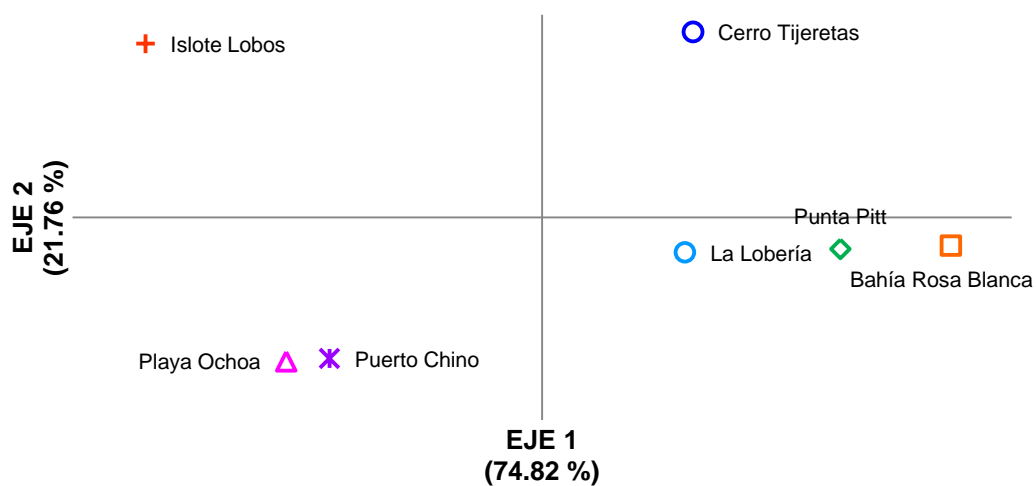 Islote Lobos
Cerro Tijeretas
EJE 2
(21.76 %)
Punta Pitt
La Lobería
Bahía Rosa Blanca
Playa Ochoa
Puerto Chino
EJE 1
(74.82 %)